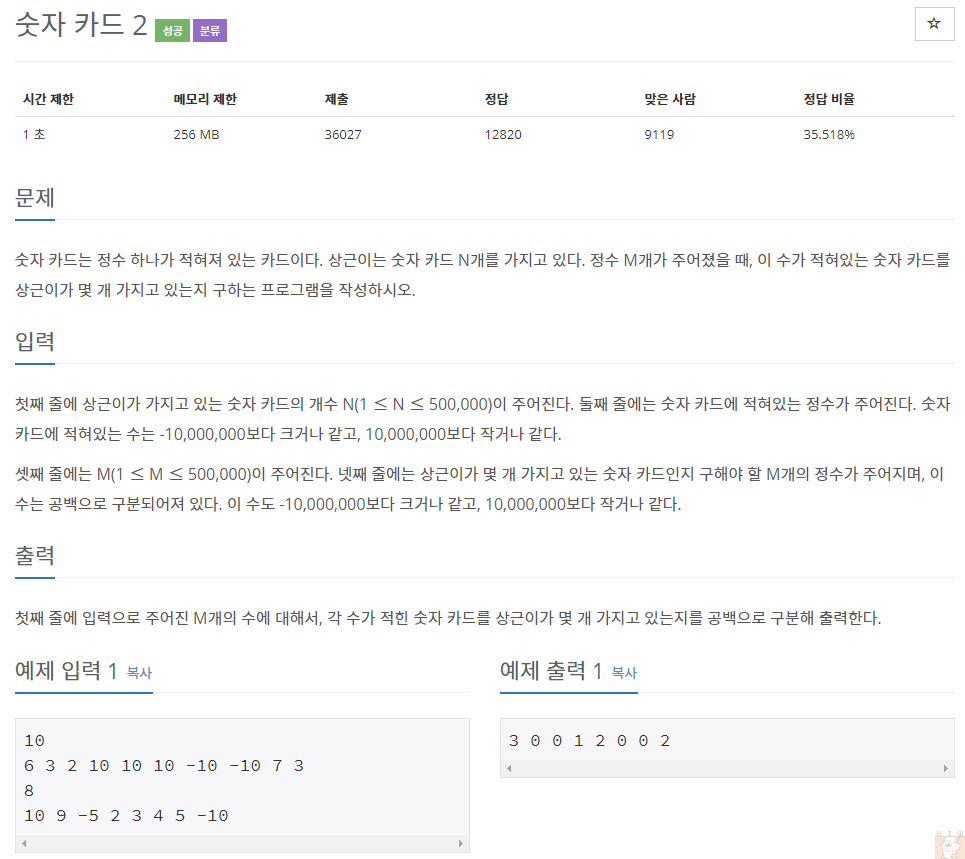 숫자 카드 2 성공 분류
☆
시간 제한 메모리 제한 제출 정답 맞은 사람 정답 비율
1 초 256 MB 36027 12820 9119 35.518%
문제
숫자 카드는 정수 하나가 적혀져 있는 카드이다. 상근이는 숫자 카드 N개를 가지고 있다. 정수 M개가 주어졌을 때, 이 수가 적혀있는 숫자 카드를
상근이가 몇 개 가지고 있는지 구하는 프로그램을 작성하시오.
입력
첫째 줄에 상근이가 가지고 있는 숫자 카드의 개수 N(1 ≤ N ≤ 500,000)이 주어진다. 둘째 줄에는 숫자 카드에 적혀있는 정수가 주어진다. 숫자
카드에 적혀있는 수는 -10,000,000보다 크거나 같고, 10,000,000보다 작거나 같다.
셋째 줄에는 M(1 ≤ M ≤ 500,000)이 주어진다. 넷째 줄에는 상근이가 몇 개 가지고 있는 숫자 카드인지 구해야 할 M개의 정수가 주어지며, 이
수는 공백으로 구분되어져 있다. 이 수도 -10,000,000보다 크거나 같고, 10,000,000보다 작거나 같다.
출력
첫째 줄에 입력으로 주어진 M개의 수에 대해서, 각 수가 적힌 숫자 카드를 상근이가 몇 개 가지고 있는지를 공백으로 구분해 출력한다.
예제 입력 1 복사
10
6 3 2 10 10 10 -10 -10 7 3
8
10 9 -5 2 3 4 5 -10
예제 출력 1 복사
3 0 0 1 2 0 0 2